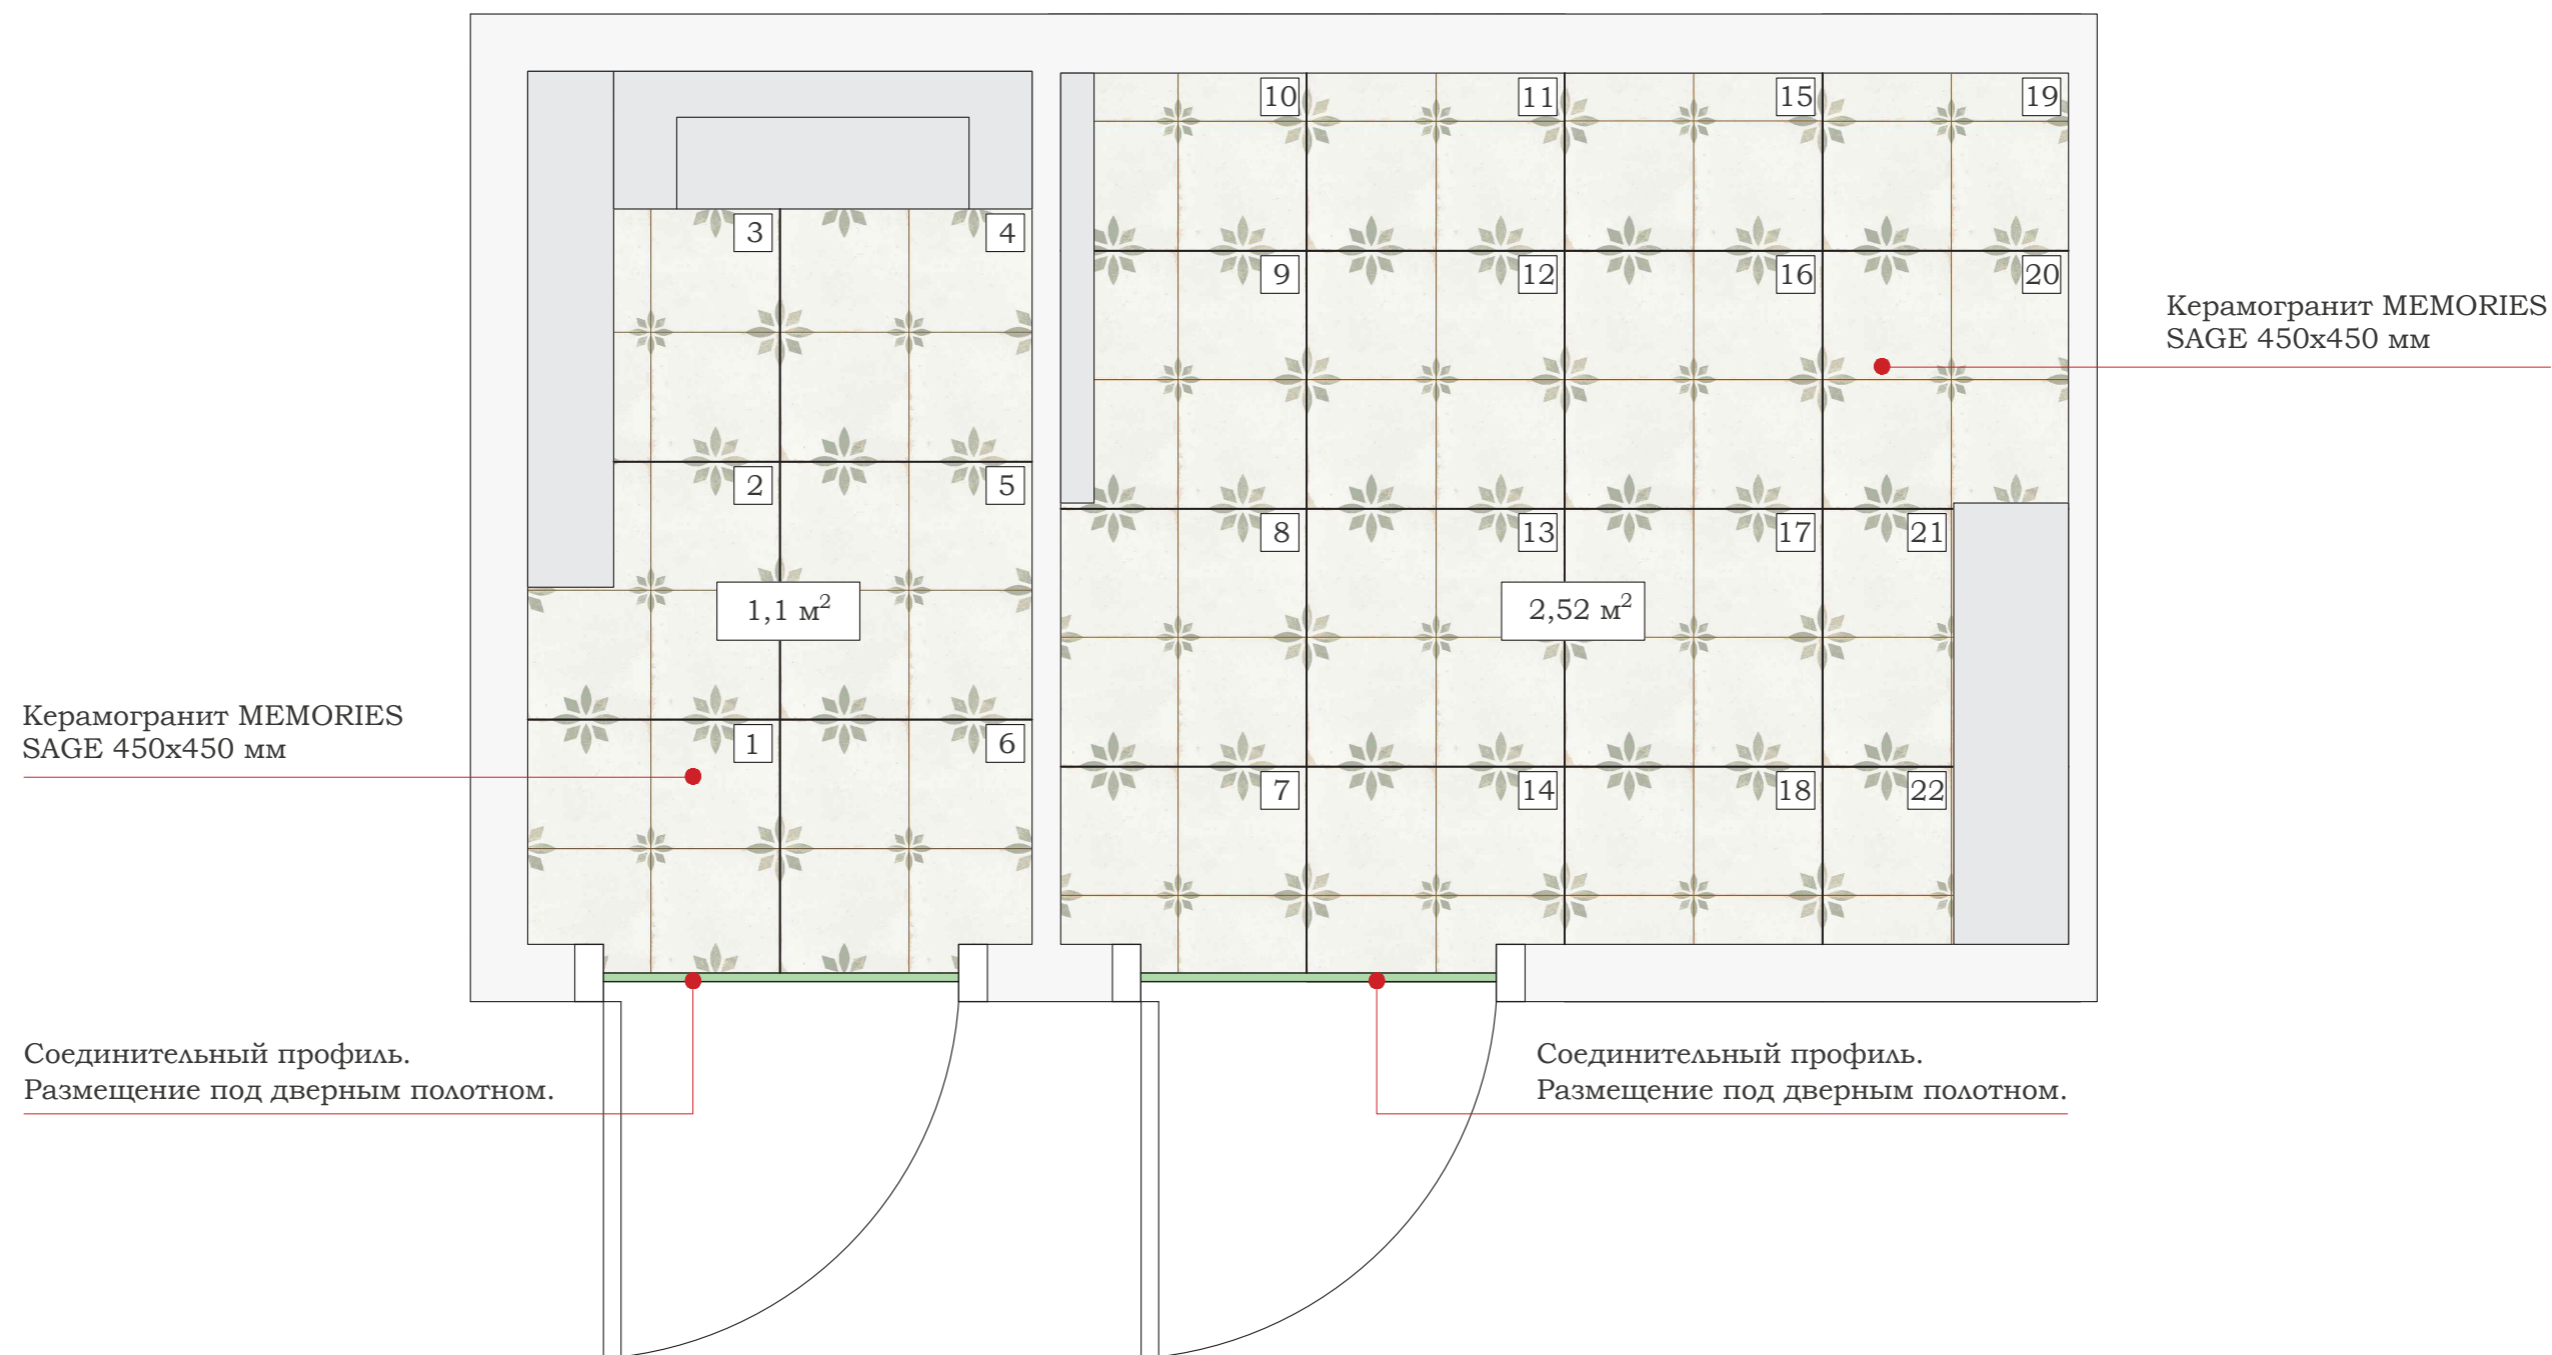 10 11 15 19
3 4
9 12 16 20
Керамогранит MEMORIES
SAGE 450x450 мм
2 5
8 13 17 21
1,1 м²
2,52 м²
Керамогранит MEMORIES
SAGE 450x450 мм
1 6
7 14 18 22
Соединительный профиль.
Размещение под дверным полотном.
Соединительный профиль.
Размещение под дверным полотном.